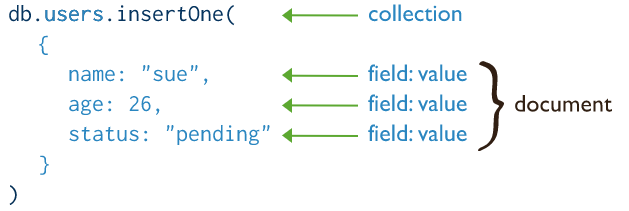 db.users.insertOne( collection
{
name: "sue", field: value
age: 26, field: value document
status: "pending" field: value
}
)